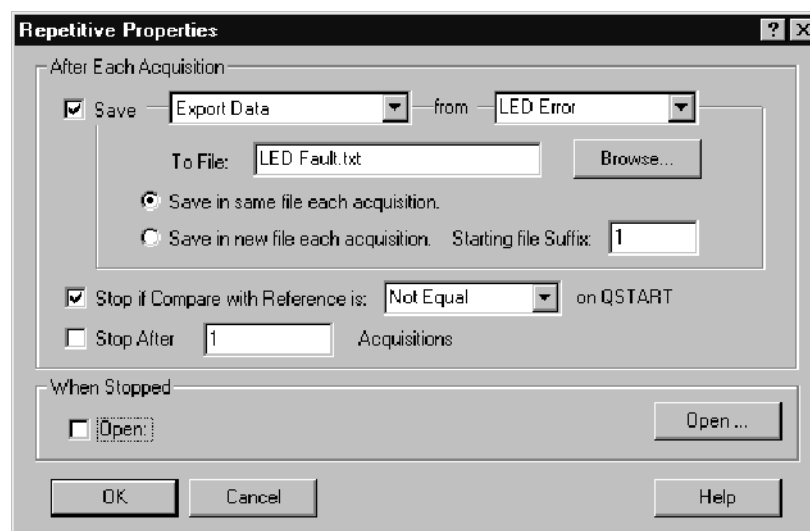 Repetitive Properties
After Each Acquisition
Save Export Data from LED Error
To File: LED Fault.txt Browse...
Save in same file each acquisition.
Save in new file each acquisition. Starting file Suffix: 1
Stop if Compare with Reference is: Not Equal on QSTART
Stop After 1 Acquisitions
When Stopped
Open: Open ...
OK Cancel Help